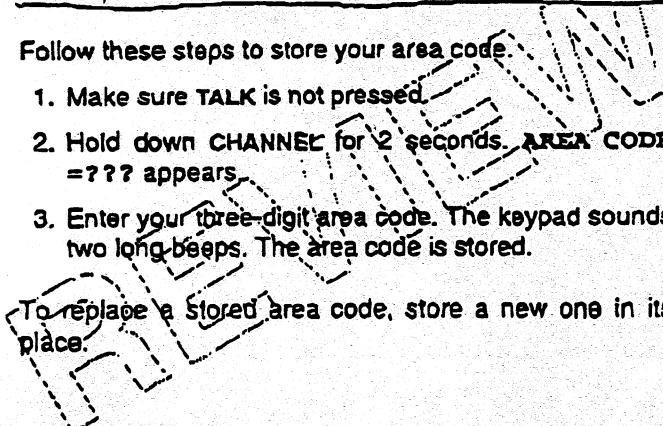 Follow these steps to store your area code.
1. Make sure TALK is not pressed.
2. Hold down CHANNEL for 2 seconds. AREA CODE
=??? appears.
3. Enter your three-digit area code. The keypad sounds
two long beeps. The area code is stored.
To replace a stored area code, store a new one in its
place.
REVIEW